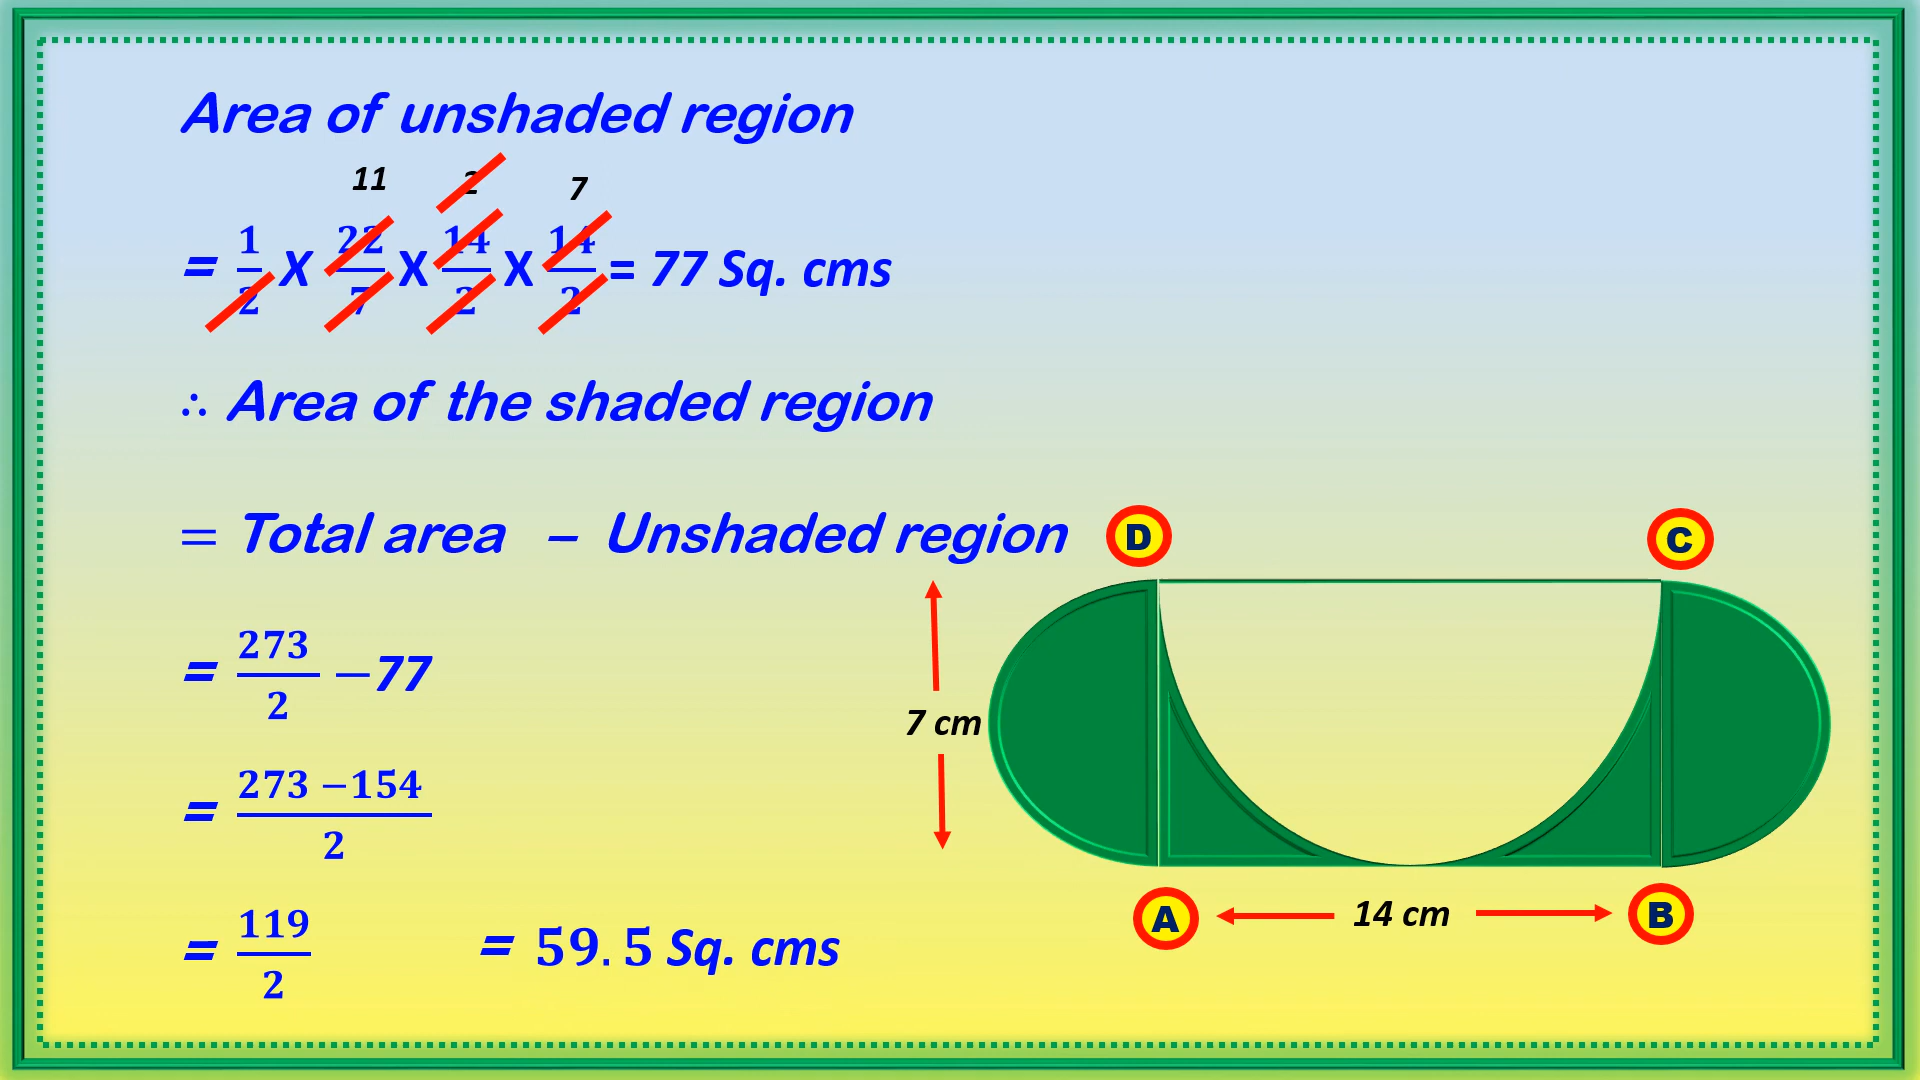 Area of unshaded region
11 2 7
= 1/2 X 22/7 X 14/2 X 14/2 = 77 Sq. cms
∴ Area of the shaded region
= Total area – Unshaded region
D C
= 273/2 –77
7 cm
= 273 –154/2
A 14 cm B
= 119/2 = 59.5 Sq. cms